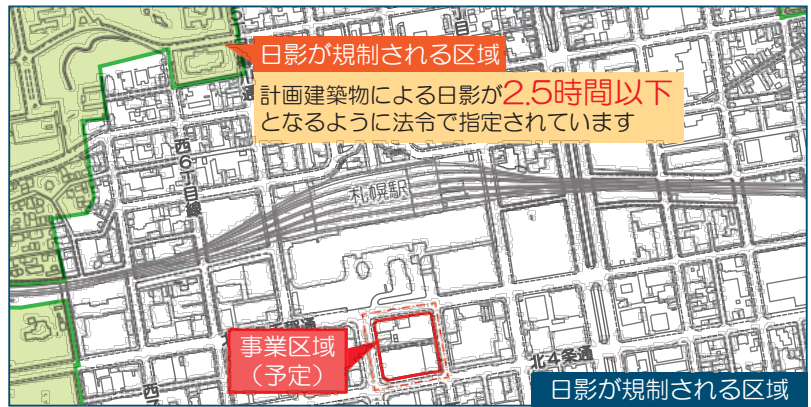 日影が規制される区域
計画建築物による日影が2.5時間以下
となるように法令で指定されています
西6丁目線
札幌駅
事業区域
（予定）
北4条通
日影が規制される区域